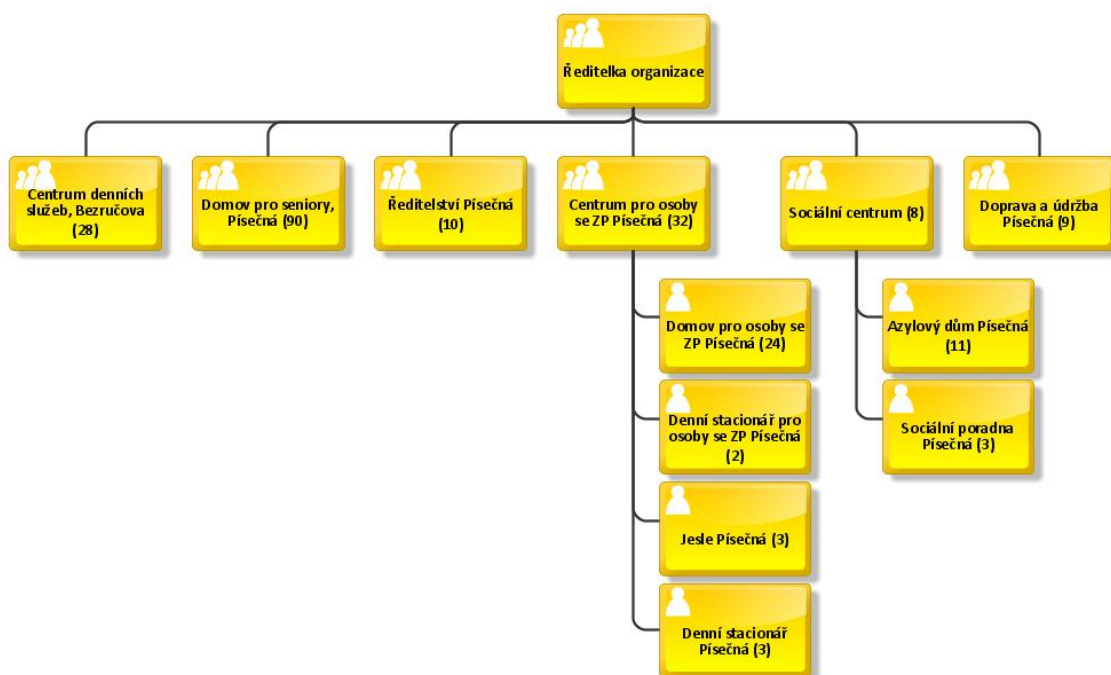 Ředitelka organizace
Centrum denních
služeb, Bezručova
(28)
Domov pro seniory,
Písečná (90)
Ředitelství Písečná
(10)
Centrum pro osoby
se ZP Písečná (32)
Sociální centrum (8)
Doprava a údržba
Písečná (9)
Domov pro osoby se
ZP Písečná (24)
Azylový dům Písečná
(11)
Denní stacionář pro
osoby se ZP Písečná
(2)
Sociální poradna
Písečná (3)
Jesle Písečná (3)
Denní stacionář
Písečná (3)